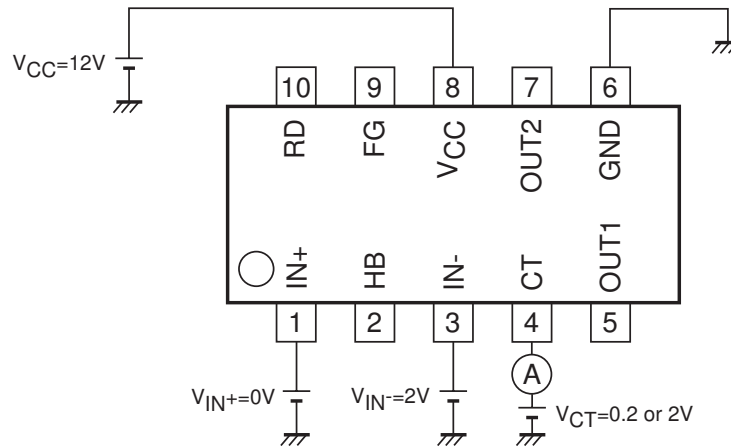 VCC=12V
10 9 8 7 6
RD FG VCC OUT2 GND
IN+ HB IN- CT OUT1
1 2 3 4 5
A
VIN+=0V VIN-=2V VCT=0.2 or 2V